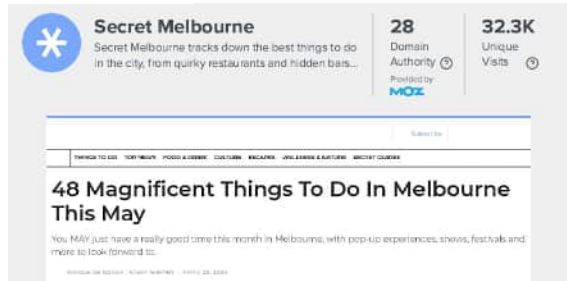 Secret Melbourne
Secret Melbourne tracks down the best things to do
in the city, from quirky restaurants and hidden bars...
28
Domain
Authority ?
Provided by
MOZ
32.3K
Unique
Visits ?
Subscribe
THINGS TO DO TOP NEWS FOOD & DRINK CULTURE ESCAPES WELLNESS & NATURE SECRET GUIDES
48 Magnificent Things To Do In Melbourne
This May
You MAY just have a really good time this month in Melbourne, with pop-up experiences, shows, festivals and
more to look forward to.